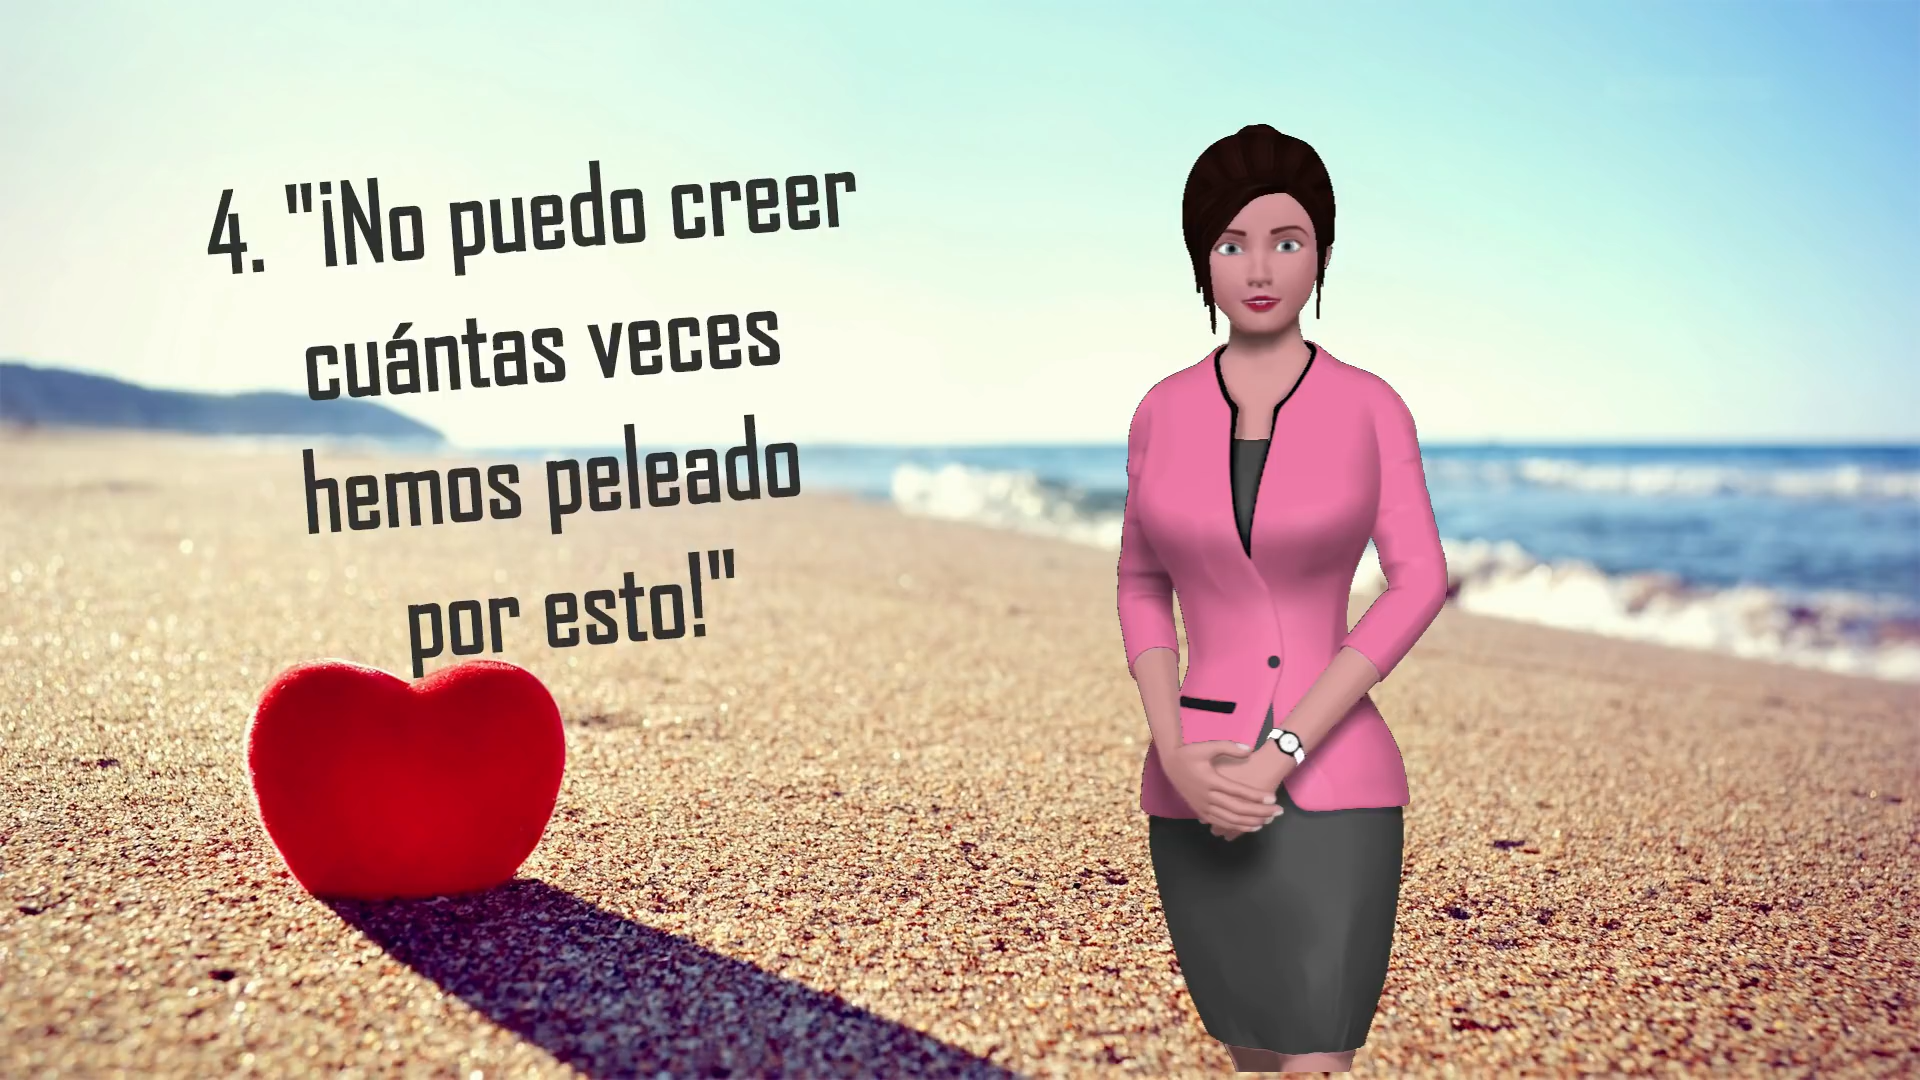 4. "¡No puedo creer
cuántas veces
hemos peleado
por esto!"